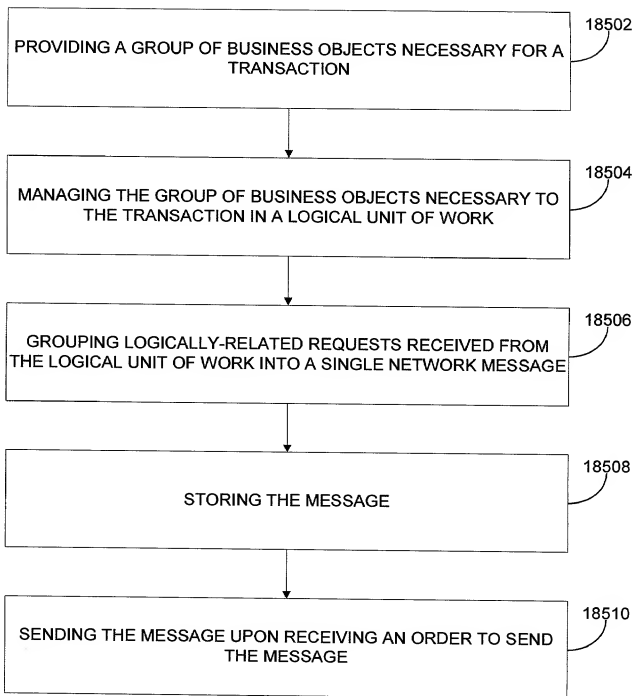 18502
PROVIDING A GROUP OF BUSINESS OBJECTS NECESSARY FOR A
TRANSACTION
18504
MANAGING THE GROUP OF BUSINESS OBJECTS NECESSARY TO
THE TRANSACTION IN A LOGICAL UNIT OF WORK
18506
GROUPING LOGICALLY-RELATED REQUESTS RECEIVED FROM
THE LOGICAL UNIT OF WORK INTO A SINGLE NETWORK MESSAGE
18508
STORING THE MESSAGE
18510
SENDING THE MESSAGE UPON RECEIVING AN ORDER TO SEND
THE MESSAGE